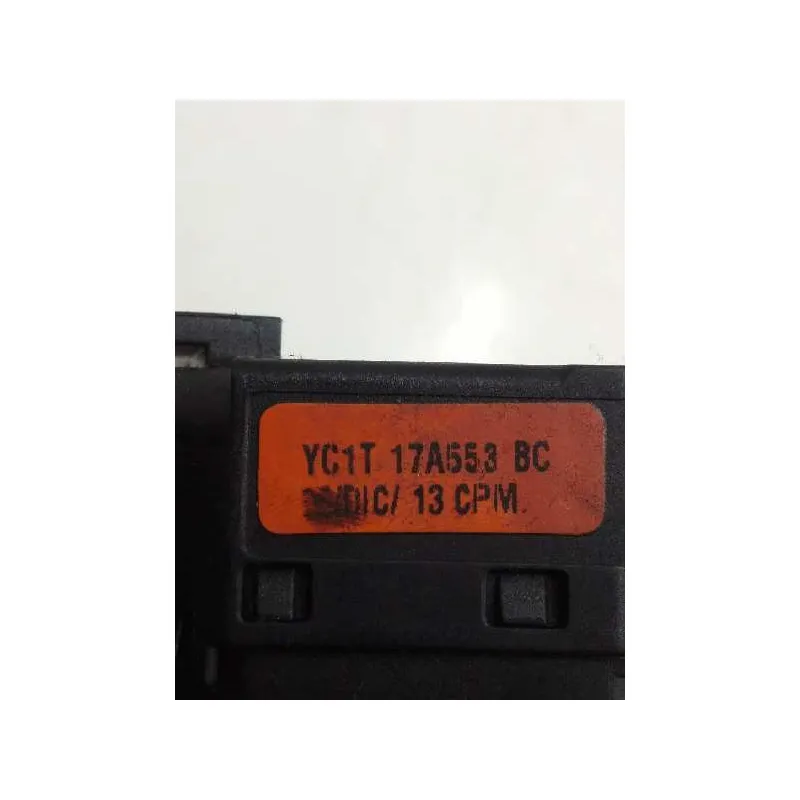 YC1T 17A553 BC
/DIC/ 13 CPM.